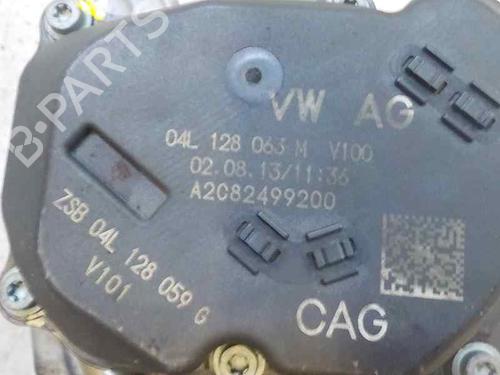 B-PARTS
VW AG
04L 128 063 M V100
02.08.13/11:36
A2C82499200
ZSB 04L 128 059 G
V101
CAG